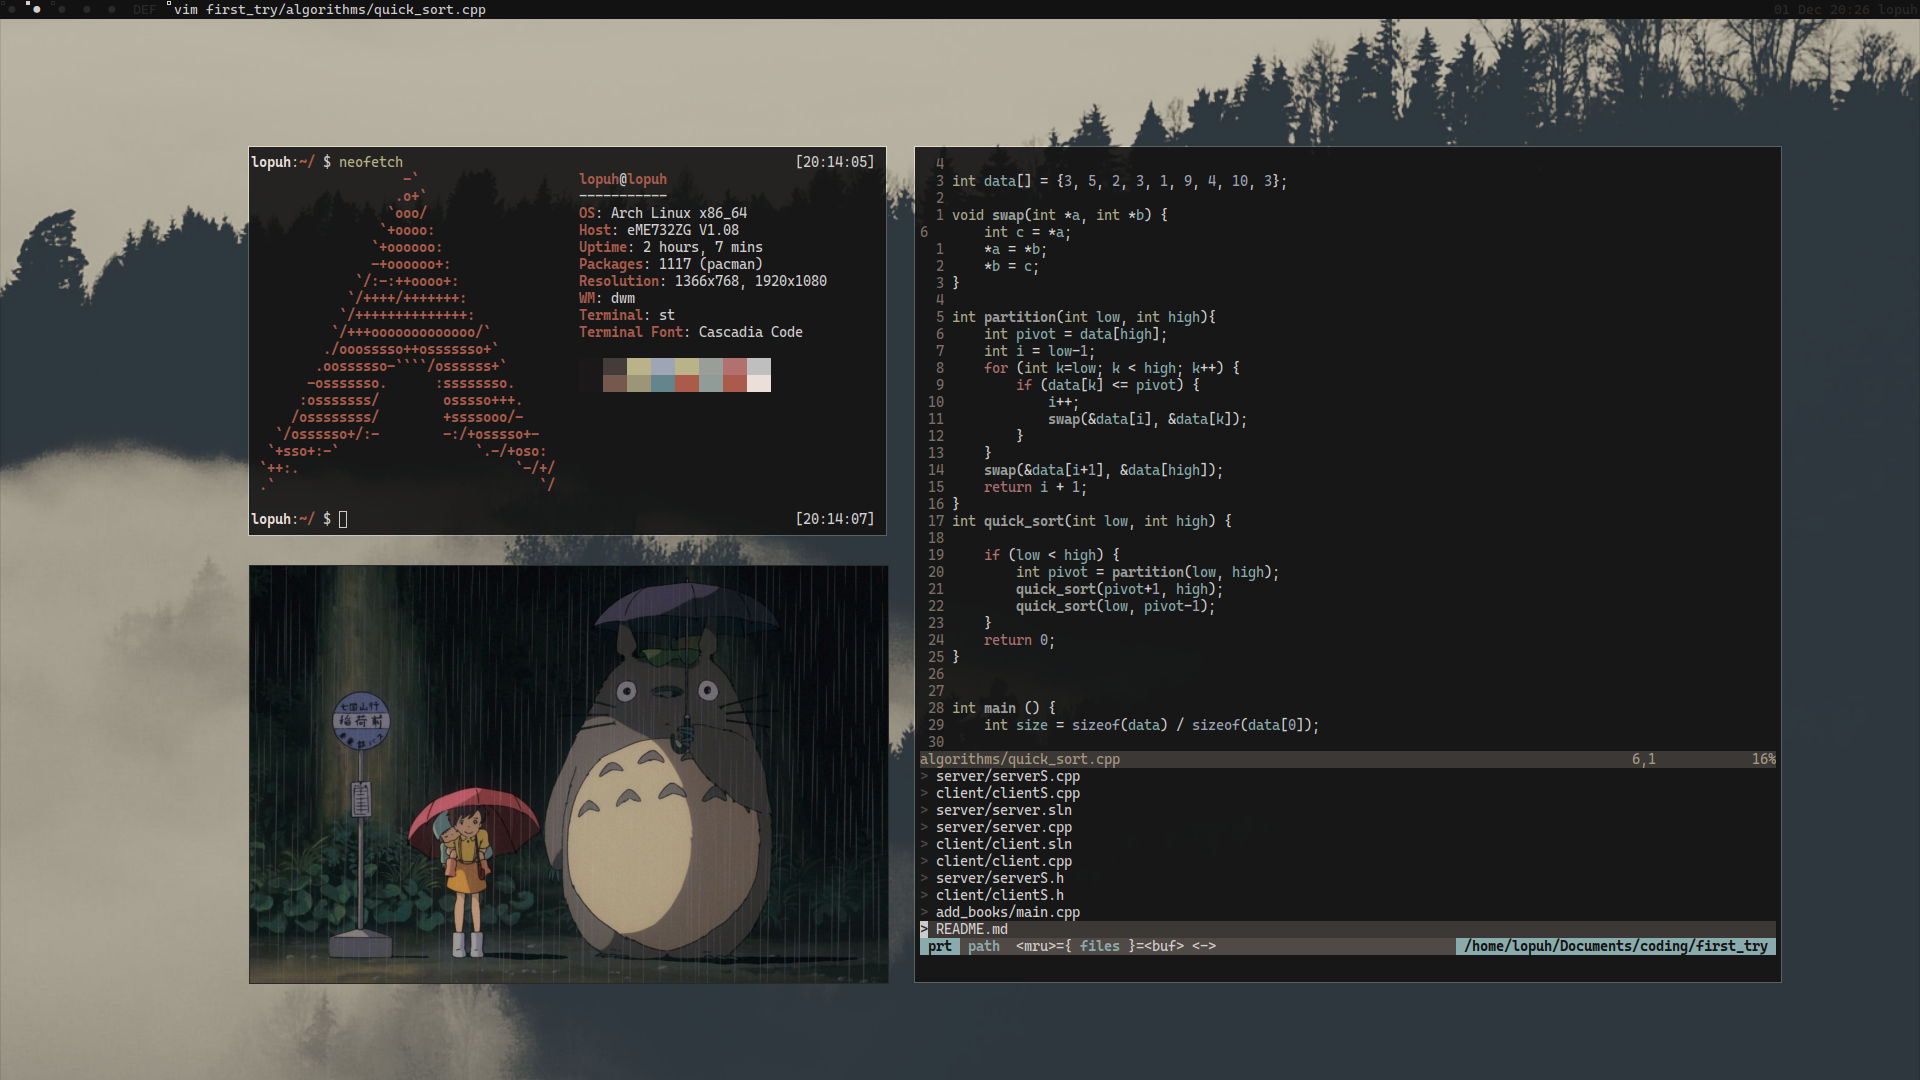 DEF vim first_try/algorithms/quick_sort.cpp 01 Dec 20:26 lopuh
lopuh:~/ $ neofetch [20:14:05]
-`
.o+`
`ooo/
`+oooo:
`+oooooo:
-+oooooo+:
`/:-:++oooo+:
`/++++/+++++++:
`/++++++++++++++:
`/+++ooooooooooooo/`
./ooosssso++osssssso+`
.oossssso-````/ossssss+`
-osssssso. :ssssssso.
:osssssss/ osssso+++.
/ossssssss/ +ssssooo/-
`/ossssso+/:- -:/+osssso+-
`+sso+:-` `.-/+oso:
`++:. `-/+/
.` `/
lopuh@lopuh
-----------
OS: Arch Linux x86_64
Host: eME732ZG V1.08
Uptime: 2 hours, 7 mins
Packages: 1117 (pacman)
Resolution: 1366x768, 1920x1080
WM: dwm
Terminal: st
Terminal Font: Cascadia Code
lopuh:~/ $ [20:14:07]
七国山行
稲荷前
4
3 int data[] = {3, 5, 2, 3, 1, 9, 4, 10, 3};
2
1 void swap(int *a, int *b) {
6 int c = *a;
1 *a = *b;
2 *b = c;
3 }
4
5 int partition(int low, int high){
6 int pivot = data[high];
7 int i = low-1;
8 for (int k=low; k < high; k++) {
9 if (data[k] <= pivot) {
10 i++;
11 swap(&data[i], &data[k]);
12 }
13 }
14 swap(&data[i+1], &data[high]);
15 return i + 1;
16 }
17 int quick_sort(int low, int high) {
18
19 if (low < high) {
20 int pivot = partition(low, high);
21 quick_sort(pivot+1, high);
22 quick_sort(low, pivot-1);
23 }
24 return 0;
25 }
26
27
28 int main () {
29 int size = sizeof(data) / sizeof(data[0]);
30
algorithms/quick_sort.cpp 6,1 16%
> server/serverS.cpp
> client/clientS.cpp
> server/server.sln
> server/server.cpp
> client/client.sln
> client/client.cpp
> server/serverS.h
> client/clientS.h
> add_books/main.cpp
> README.md
prt path <mru>={ files }=<buf> <-> /home/lopuh/Documents/coding/first_try